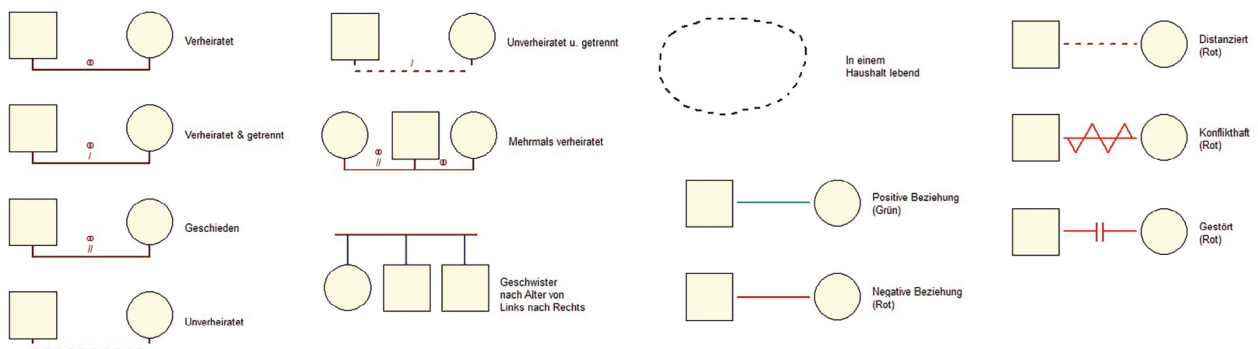 Verheiratet
Verheiratet & getrennt
Geschieden
Unverheiratet
Unverheiratet u. getrennt
Mehrmals verheiratet
Geschwister
nach Alter von
Links nach Rechts
In einem
Haushalt lebend
Positive Beziehung
(Grün)
Negative Beziehung
(Rot)
Distanziert
(Rot)
Konflikthaft
(Rot)
Gestört
(Rot)